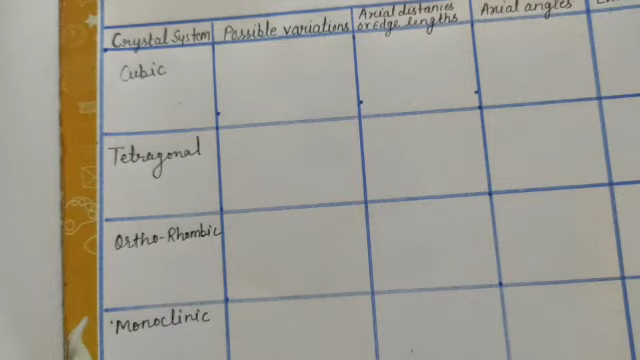 Crystal System Possible variations Axial distances or edge lengths Axial angles
Cubic
Tetragonal
Ortho-Rhombic
Monoclinic